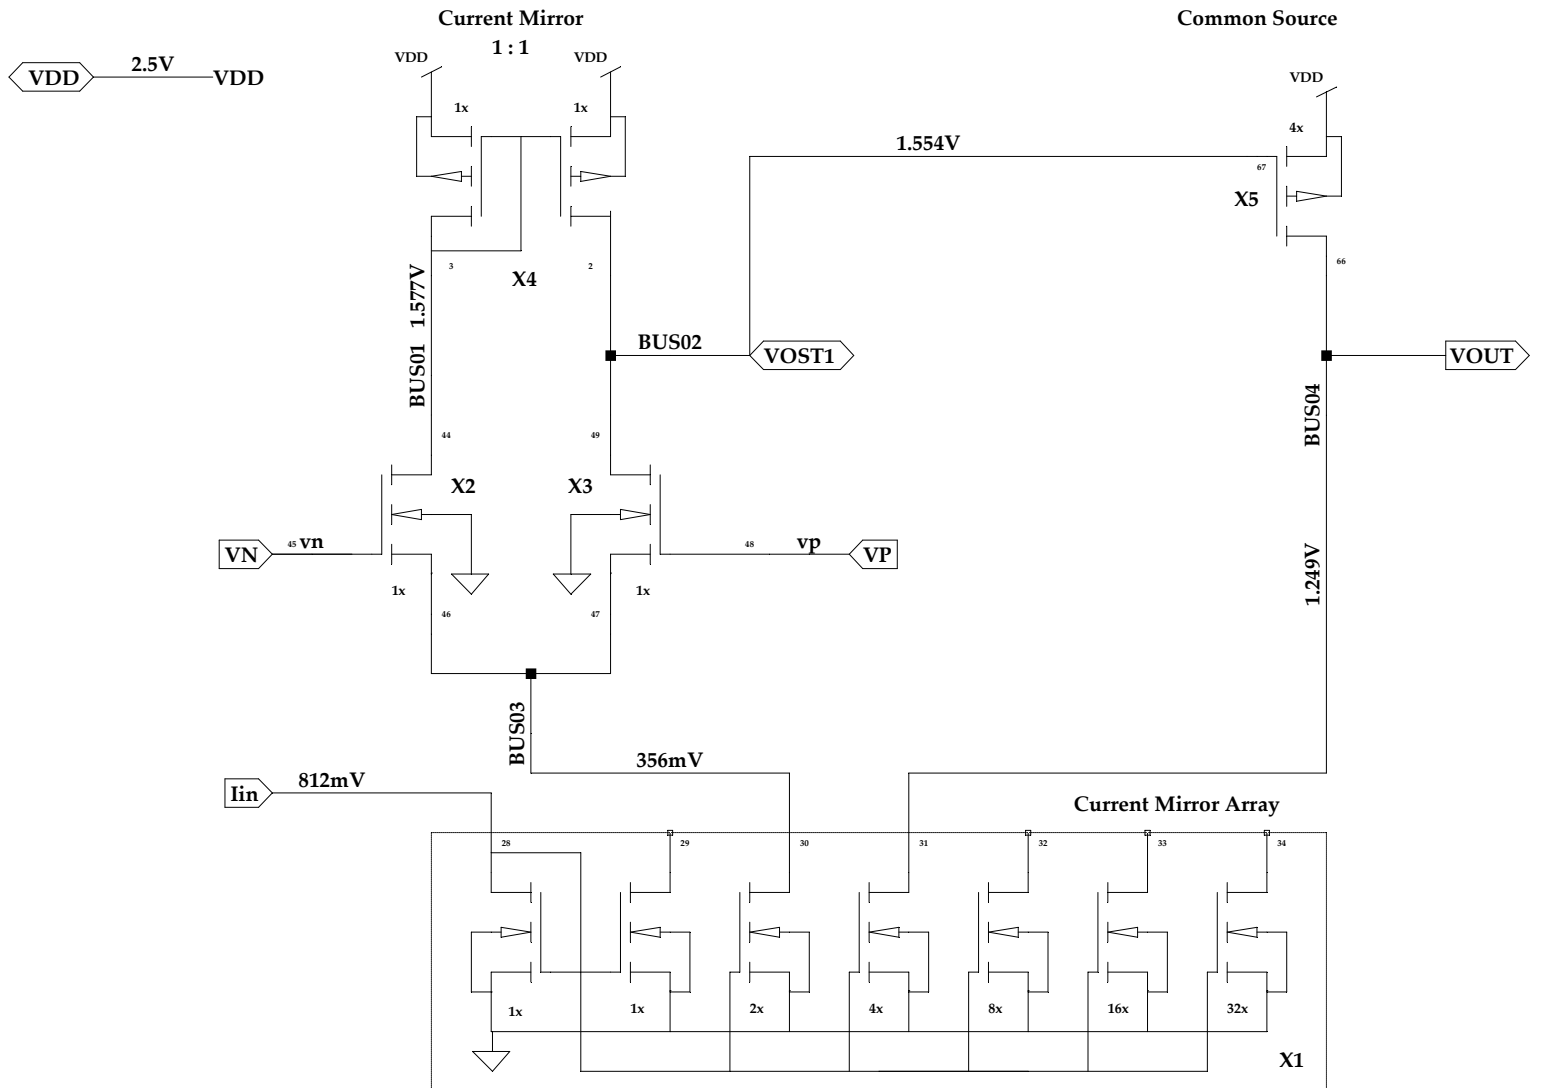 Current Mirror
Common Source
1 : 1
VDD
VDD
VDD 2.5V VDD
VDD
1x
1x
4x
1.554V
67
X5
3
X4
2
66
BUS01 1.577V
BUS02
VOST1
VOUT
BUS04
44
49
X2
X3
VN
45 vn
48
vp
VP
1x
1x
1.249V
46
47
BUS03
356mV
Iin
812mV
Current Mirror Array
28
29
30
31
32
33
34
1x
1x
2x
4x
8x
16x
32x
X1